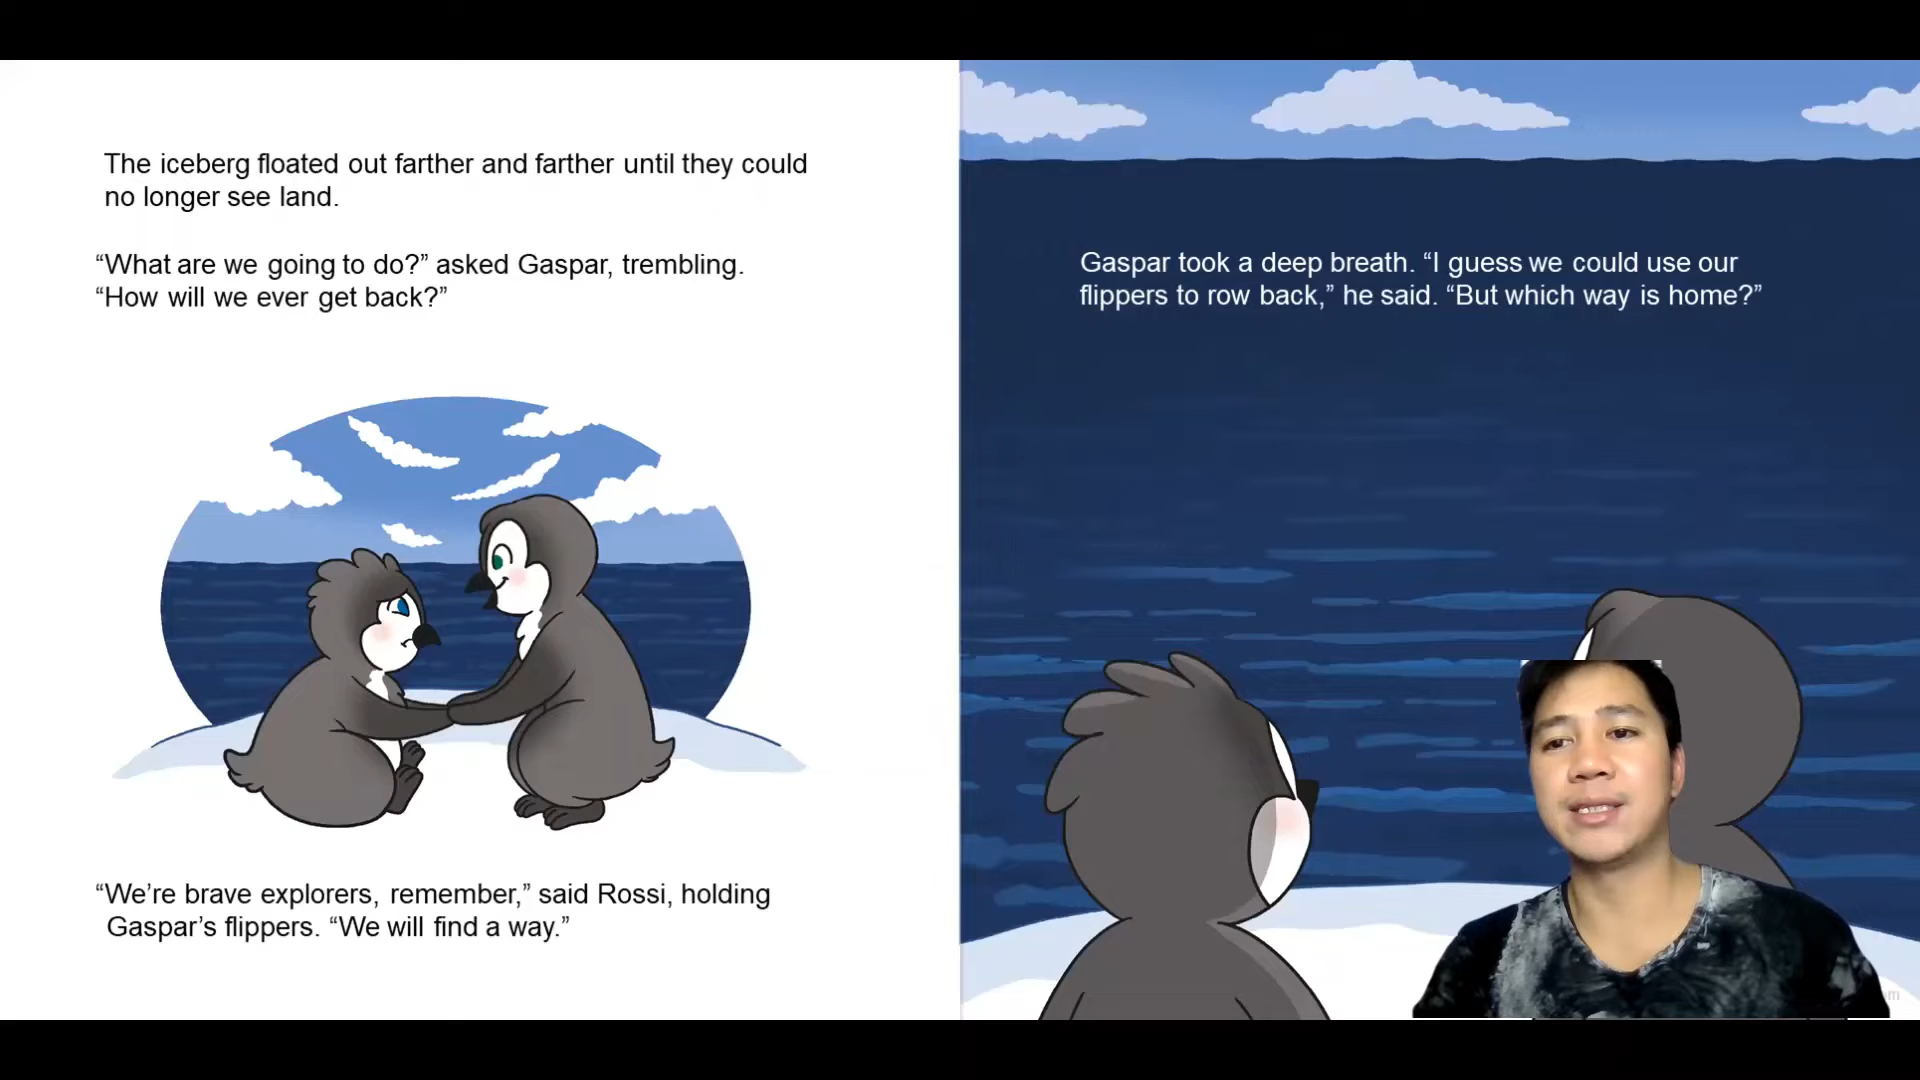 The iceberg floated out farther and farther until they could
no longer see land.
“What are we going to do?” asked Gaspar, trembling.
“How will we ever get back?”
“We’re brave explorers, remember,” said Rossi, holding
Gaspar’s flippers. “We will find a way.”
Gaspar took a deep breath. “I guess we could use our
flippers to row back,” he said. “But which way is home?”